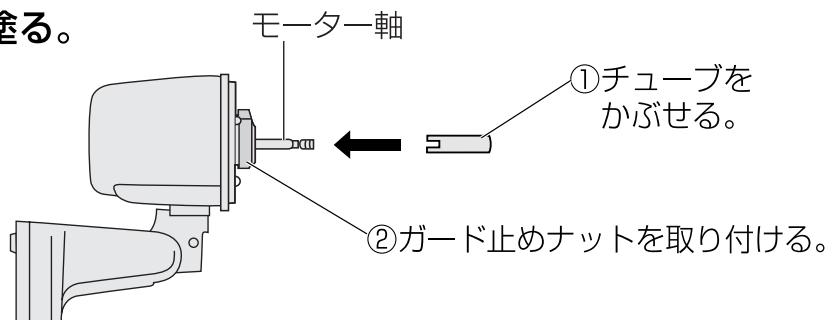 塗る。
モーター軸
①チューブを
かぶせる。
②ガード止めナットを取り付ける。